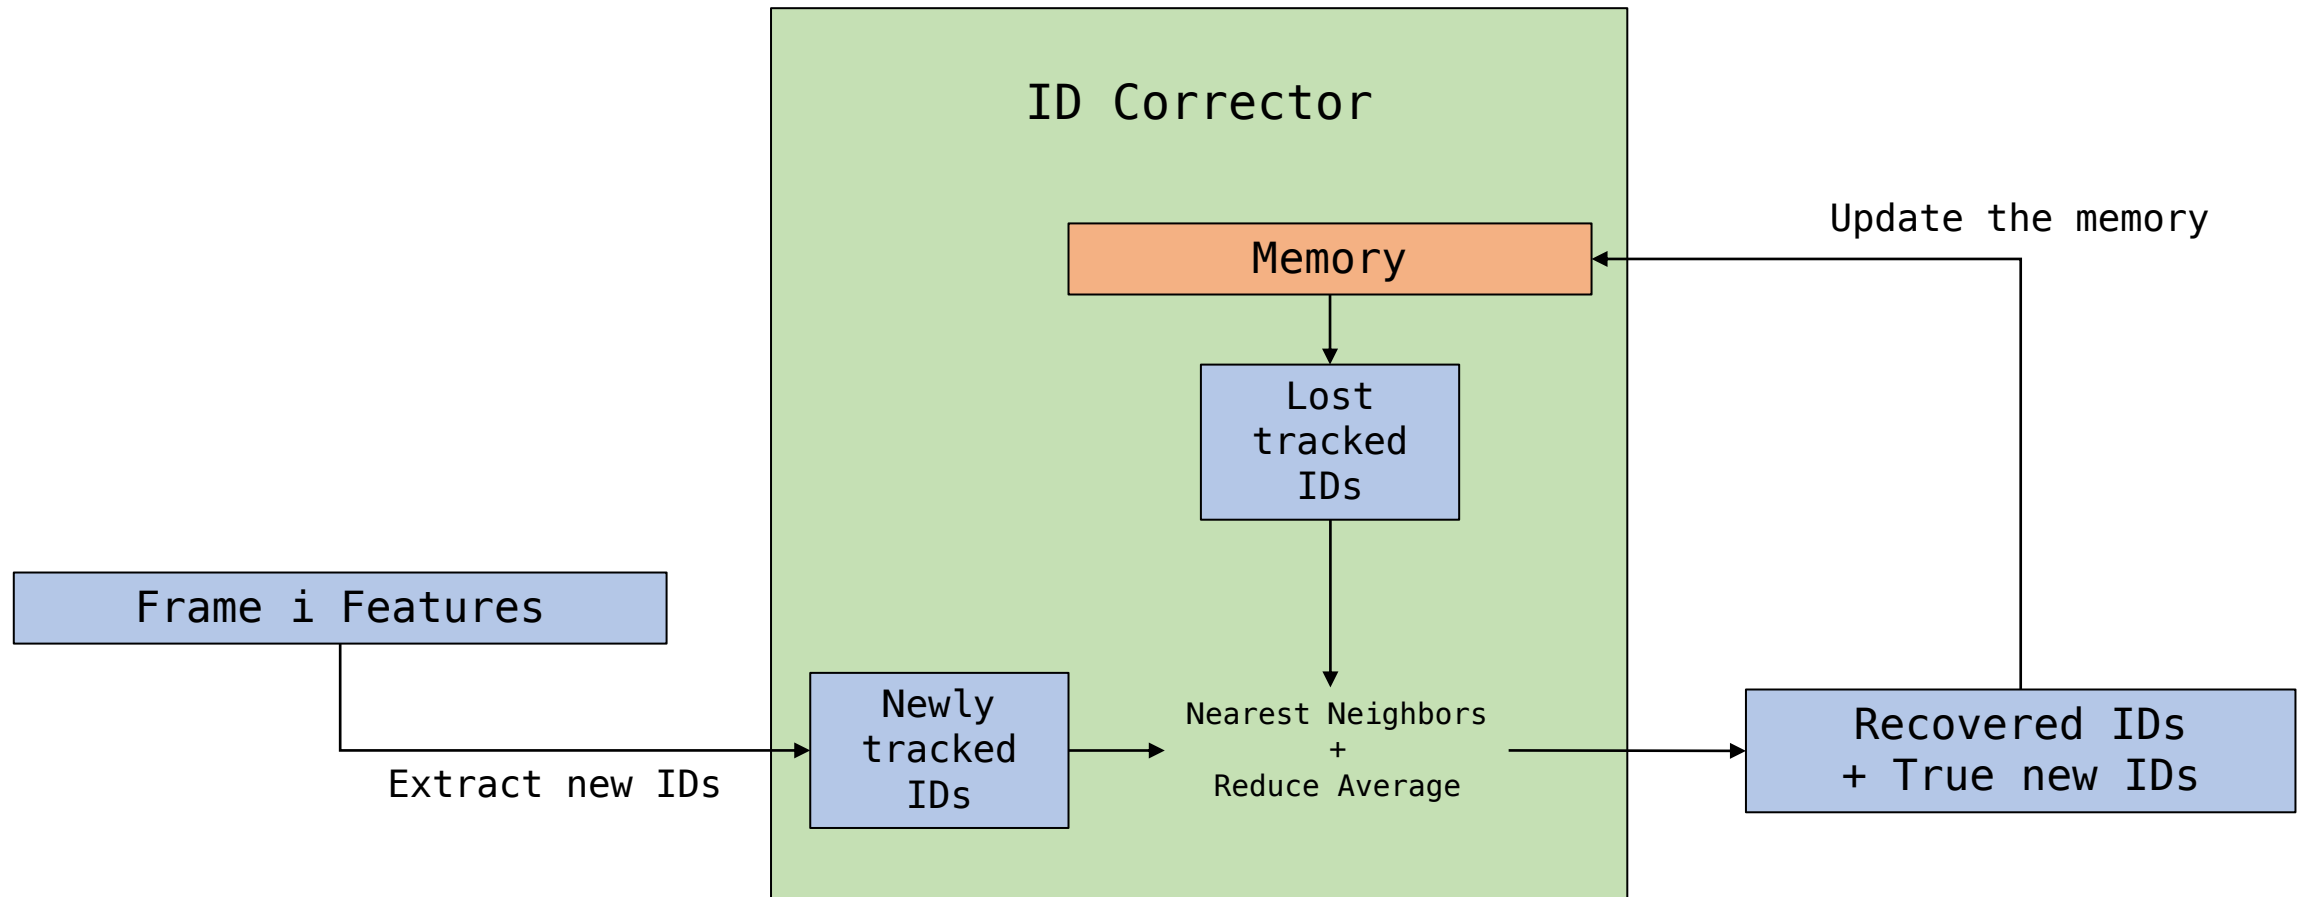 ID Corrector
Update the memory
Memory
Lost
tracked
IDs
Frame i Features
Extract new IDs
Newly
tracked
IDs
Nearest Neighbors
+
Reduce Average
Recovered IDs
+ True new IDs